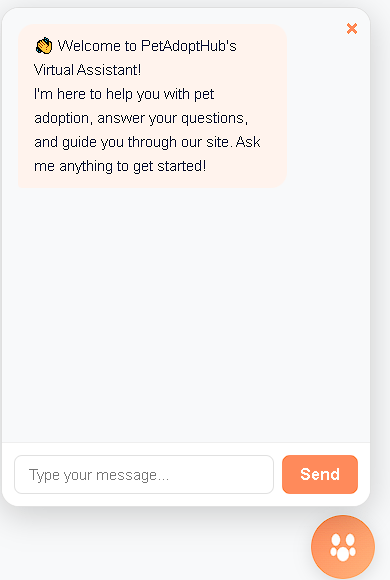 👋 Welcome to PetAdoptHub's
Virtual Assistant!
I'm here to help you with pet
adoption, answer your questions,
and guide you through our site. Ask
me anything to get started!
Type your message...
Send